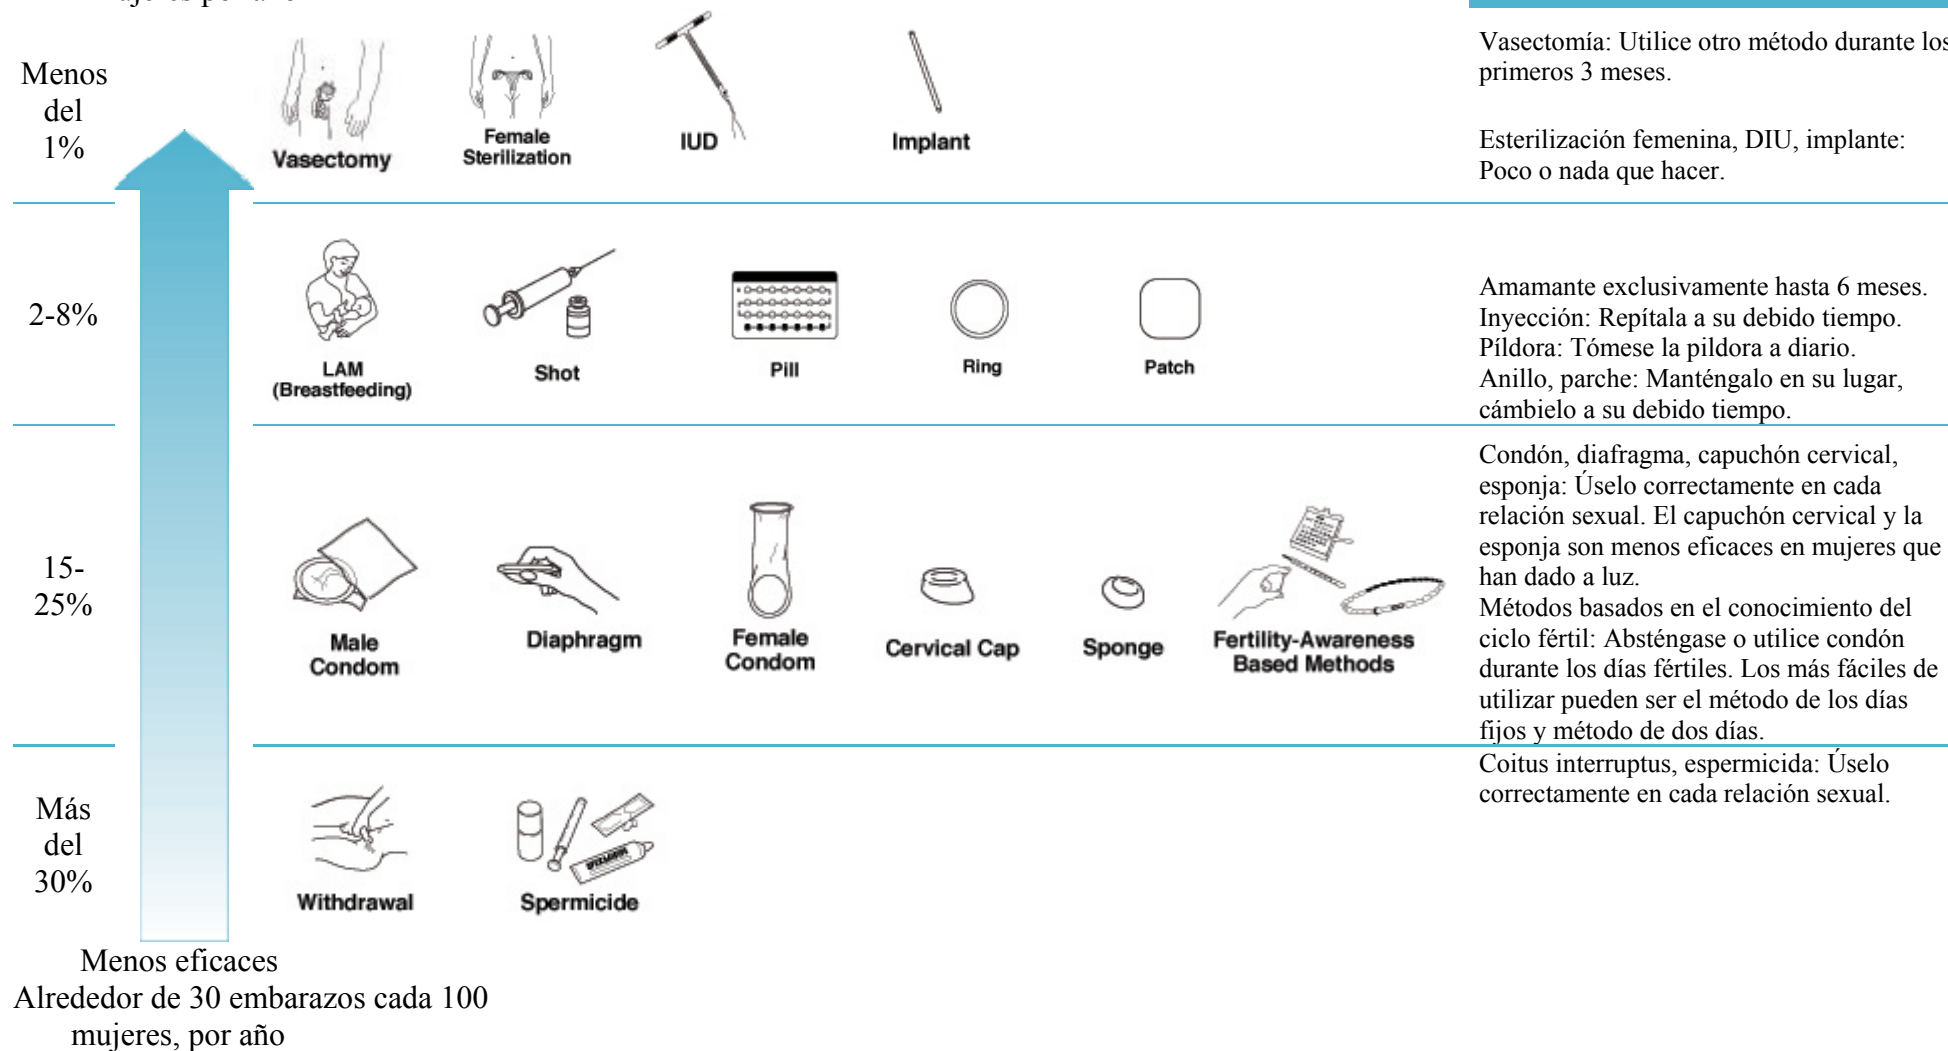 Menos
del
1%
Vasectomy
Female
Sterilization
IUD
Implant
Vasectomía: Utilice otro método durante los
primeros 3 meses.
Esterilización femenina, DIU, implante:
Poco o nada que hacer.
2-8%
LAM
(Breastfeeding)
Shot
Pill
Ring
Patch
Amamante exclusivamente hasta 6 meses.
Inyección: Repítala a su debido tiempo.
Píldora: Tómese la pildora a diario.
Anillo, parche: Manténgalo en su lugar,
cámbielo a su debido tiempo.
15-
25%
Male
Condom
Diaphragm
Female
Condom
Cervical Cap
Sponge
Fertility-Awareness
Based Methods
Condón, diafragma, capuchón cervical,
esponja: Úselo correctamente en cada
relación sexual. El capuchón cervical y la
esponja son menos eficaces en mujeres que
han dado a luz.
Métodos basados en el conocimiento del
ciclo fértil: Absténgase o utilice condón
durante los días fértiles. Los más fáciles de
utilizar pueden ser el método de los días
fijos y método de dos días.
Más
del
30%
Withdrawal
Spermicide
Coitus interruptus, espermicida: Úselo
correctamente en cada relación sexual.
Menos eficaces
Alrededor de 30 embarazos cada 100
mujeres, por año